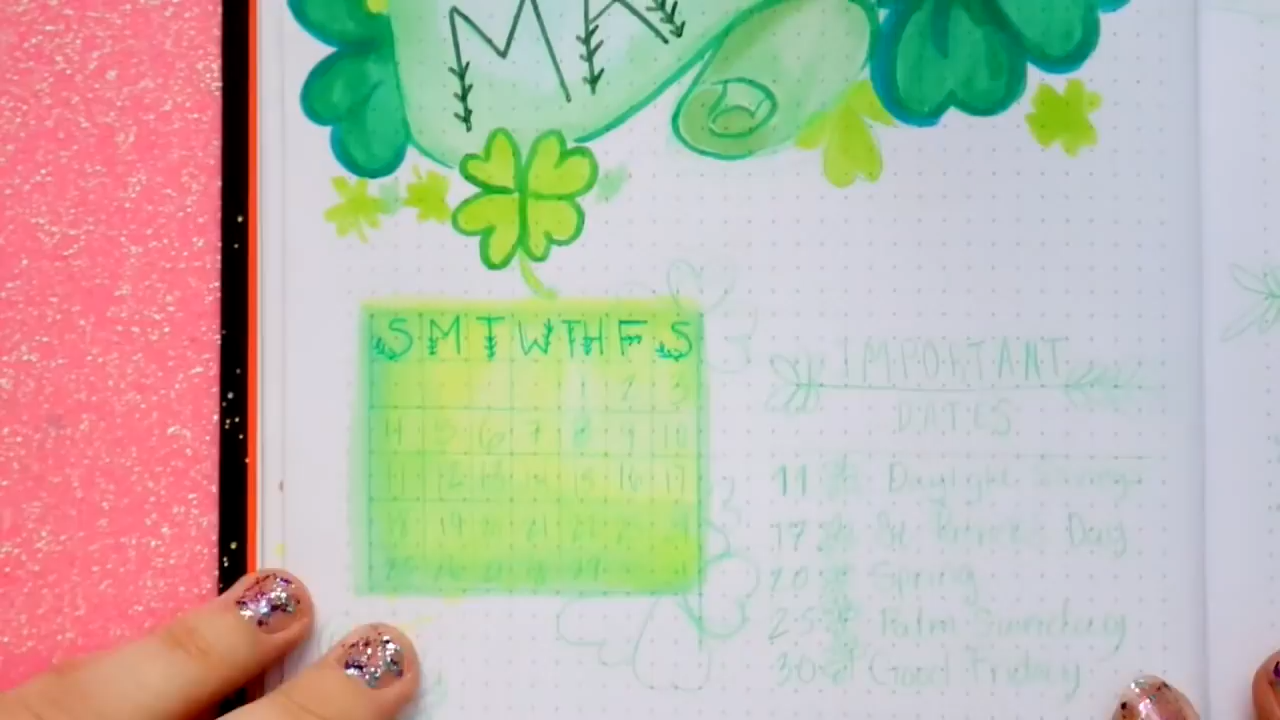 MA
S M T W TH F S
1 2 3
4 5 6 7 8 9 10
11 12 13 14 15 16 17
18 19 20 21 22
IMPORTANT
DATES
11 Daylight Savings
17 St Patrick's Day
20 Spring
25 Palm Sunday
30 Good Friday